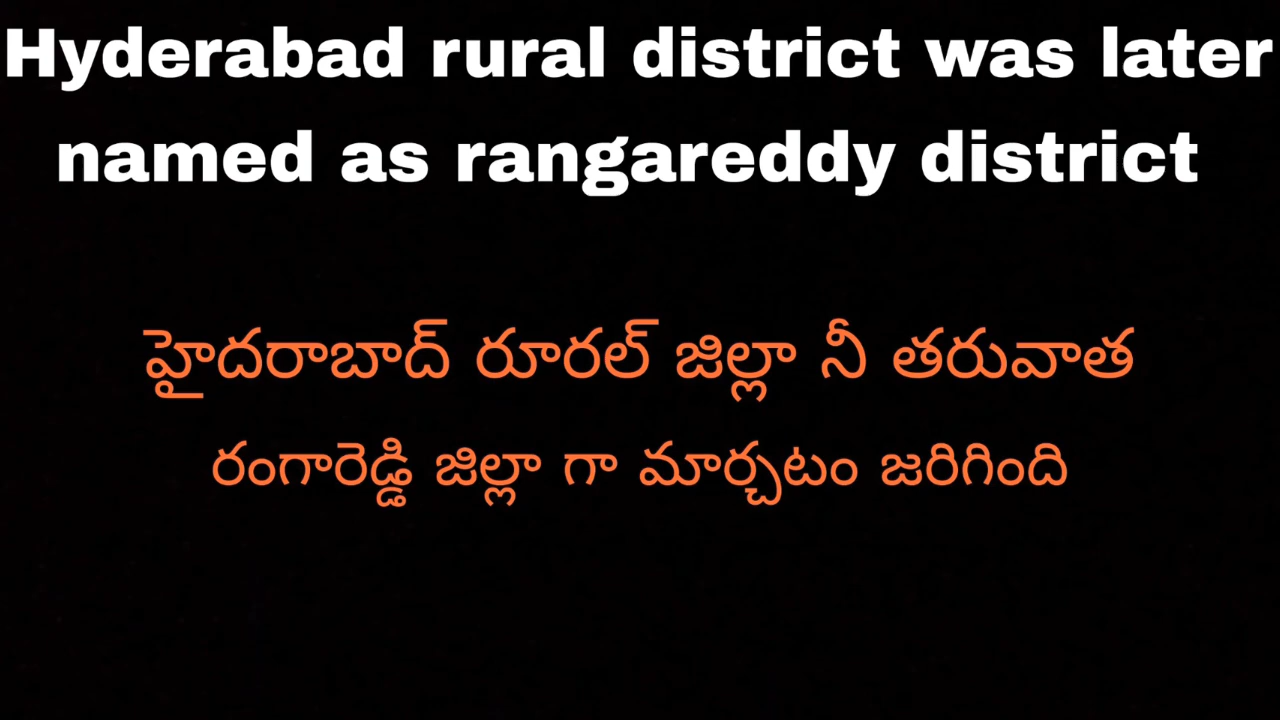 Hyderabad rural district was later
named as rangareddy district
హైదరాబాద్ రూరల్ జిల్లా నీ తరువాత
రంగారెడ్డి జిల్లా గా మార్చటం జరిగింది